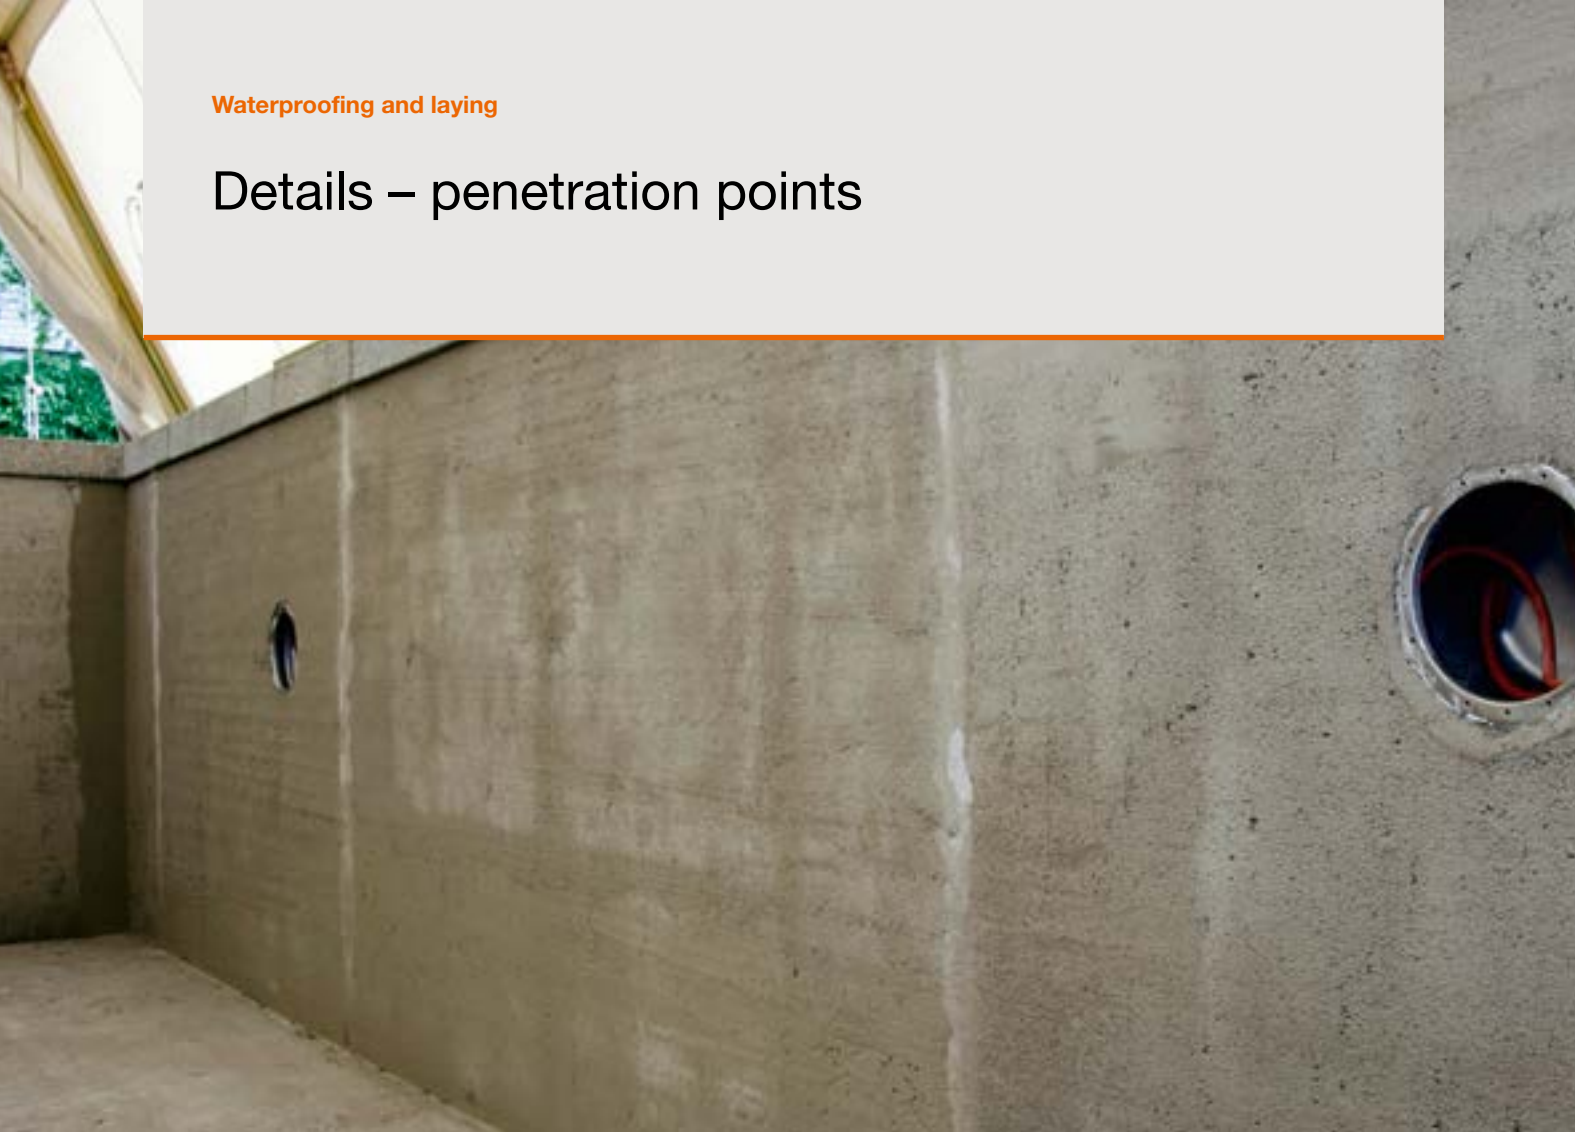 Waterproofing and laying
Details – penetration points